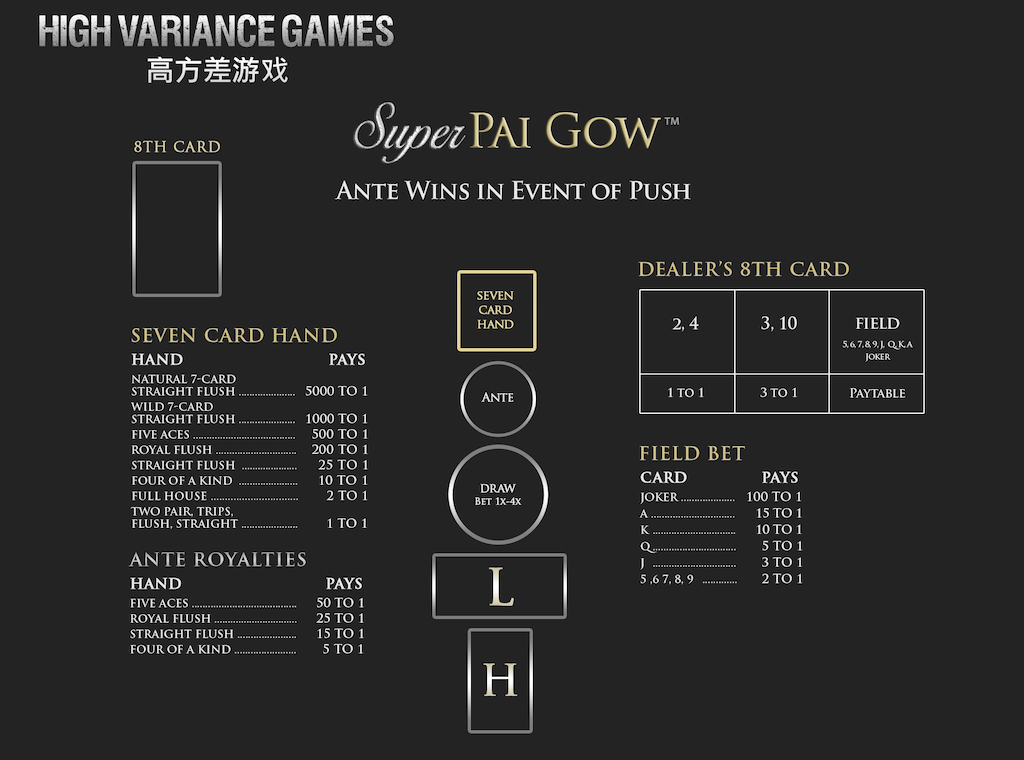 HIGH VARIANCE GAMES
高方差游戏
Super PAI GOW™
ANTE WINS IN EVENT OF PUSH
8TH CARD
SEVEN CARD HAND
HAND PAYS
NATURAL 7-CARD
STRAIGHT FLUSH ..................... 5000 TO 1
WILD 7-CARD
STRAIGHT FLUSH ..................... 1000 TO 1
FIVE ACES ..................................... 500 TO 1
ROYAL FLUSH .............................. 200 TO 1
STRAIGHT FLUSH ..................... 25 TO 1
FOUR OF A KIND ...................... 10 TO 1
FULL HOUSE ................................ 2 TO 1
TWO PAIR, TRIPS,
FLUSH, STRAIGHT ..................... 1 TO 1
ANTE ROYALTIES
HAND PAYS
FIVE ACES ...................................... 50 TO 1
ROYAL FLUSH .............................. 25 TO 1
STRAIGHT FLUSH ...................... 15 TO 1
FOUR OF A KIND ....................... 5 TO 1
SEVEN
CARD
HAND
ANTE
DRAW
BET 1X-4X
L
H
DEALER'S 8TH CARD
2, 4 3, 10 FIELD
5, 6, 7, 8, 9, J, Q, K, A
JOKER
1 TO 1 3 TO 1 PAYTABLE
FIELD BET
CARD PAYS
JOKER .................... 100 TO 1
A ............................... 15 TO 1
K .............................. 10 TO 1
Q .............................. 5 TO 1
J .............................. 3 TO 1
5 ,6 7, 8, 9 ............. 2 TO 1